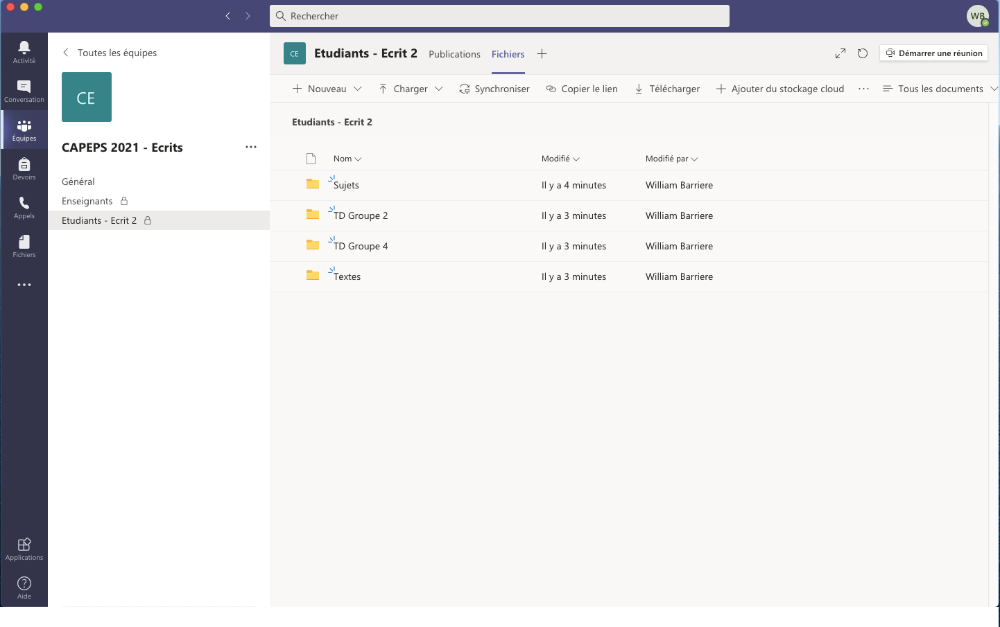 Rechercher
WB
Activité
Conversation
Équipes
Devoirs
Appels
Fichiers
Applications
Aide
Toutes les équipes
CE
CAPEPS 2021 - Ecrits
Général
Enseignants
Etudiants - Ecrit 2
CE Etudiants - Ecrit 2 Publications Fichiers Démarrer une réunion
Nouveau Charger Synchroniser Copier le lien Télécharger Ajouter du stockage cloud Tous les documents
Etudiants - Ecrit 2
Nom Modifié Modifié par
Sujets Il y a 4 minutes William Barriere
TD Groupe 2 Il y a 3 minutes William Barriere
TD Groupe 4 Il y a 3 minutes William Barriere
Textes Il y a 3 minutes William Barriere